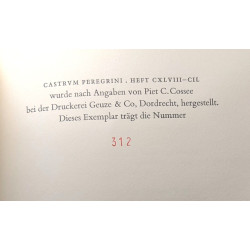 CASTRVM PEREGRINI, HEFT CXLVIII–CIL
wurde nach Angaben von Piet C. Cossee
bei der Druckerei Geuze & Co, Dordrecht, hergestellt.
Dieses Exemplar trägt die Nummer
312